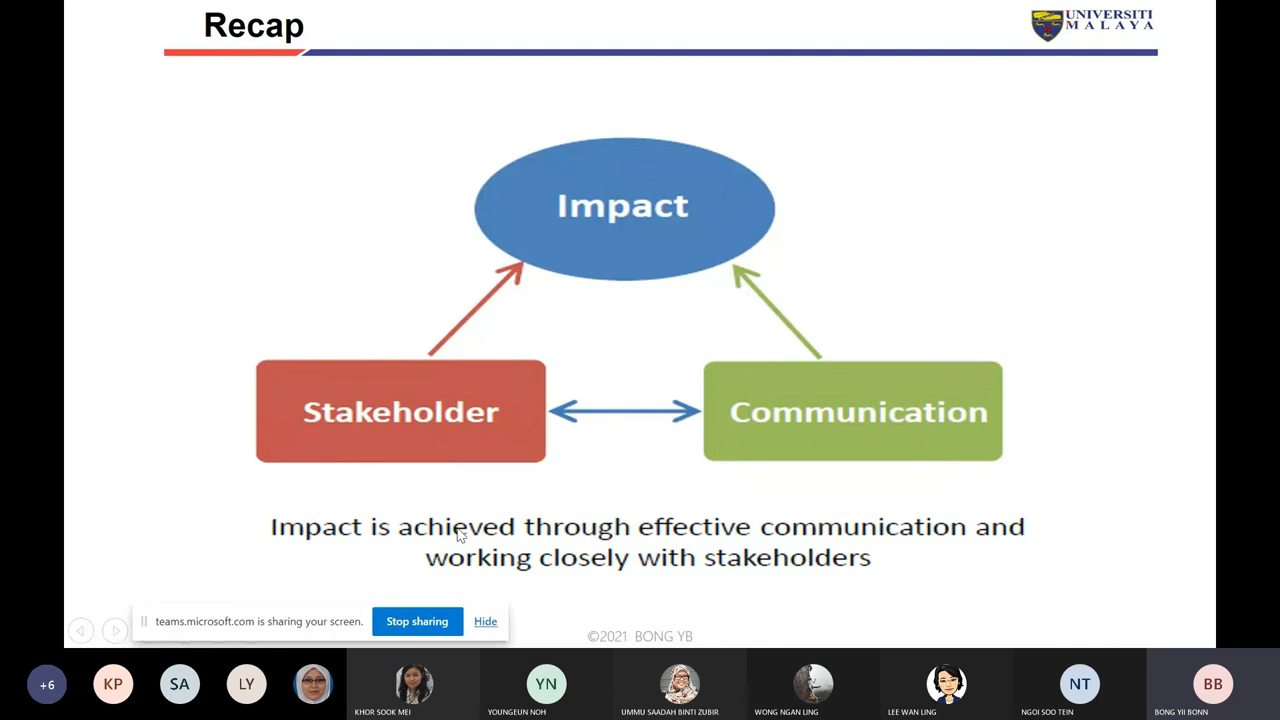 Recap
UNIVERSITI
MALAYA
Impact
Stakeholder
Communication
Impact is achieved through effective communication and
working closely with stakeholders
teams.microsoft.com is sharing your screen.
Stop sharing
Hide
©2021 BONG YB
+6
KP
SA
LY
YN
NT
BB
KHOR SOOK MEI
YOUNGEUN NOH
UMMU SAADAH BINTI ZUBIR
WONG NGAN LING
LEE WAN LING
NGOI SOO TEIN
BONG YII BONN